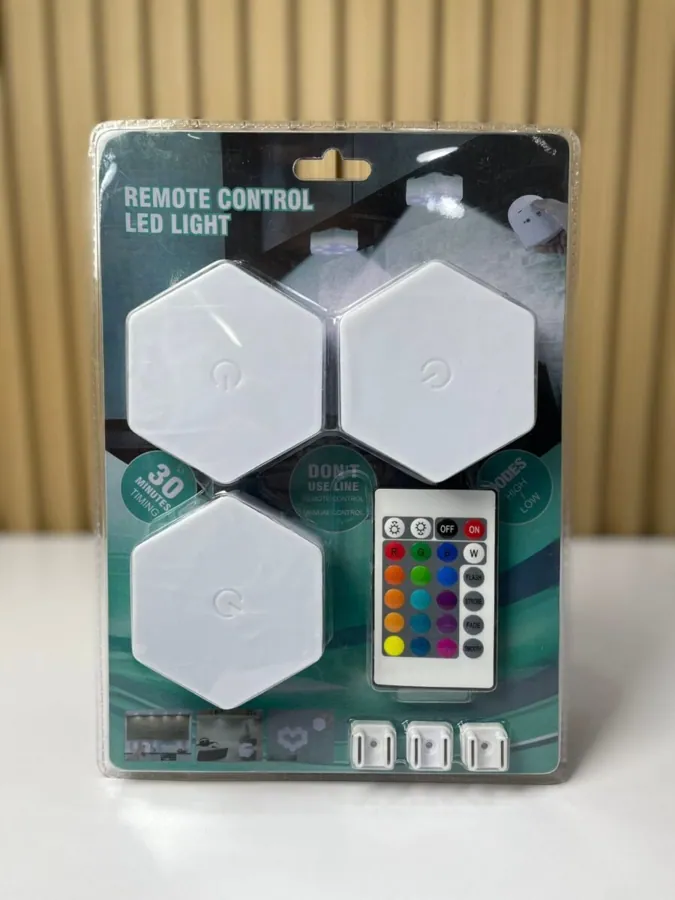 REMOTE CONTROL
LED LIGHT
30
MINUTES
TIMING
DON'T
USE LINE
REMOTE CONTROL
MODES
HIGH
LOW
OFF
ON
R
G
B
W
FLASH
STROBE
FADE
SMOOTH